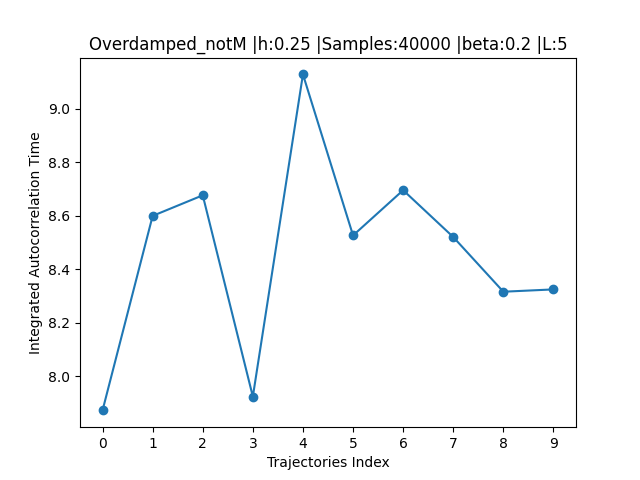 Overdamped_notM |h:0.25 |Samples:40000 |beta:0.2 |L:5
Integrated Autocorrelation Time
9.0
8.8
8.6
8.4
8.2
8.0
0 1 2 3 4 5 6 7 8 9
Trajectories Index